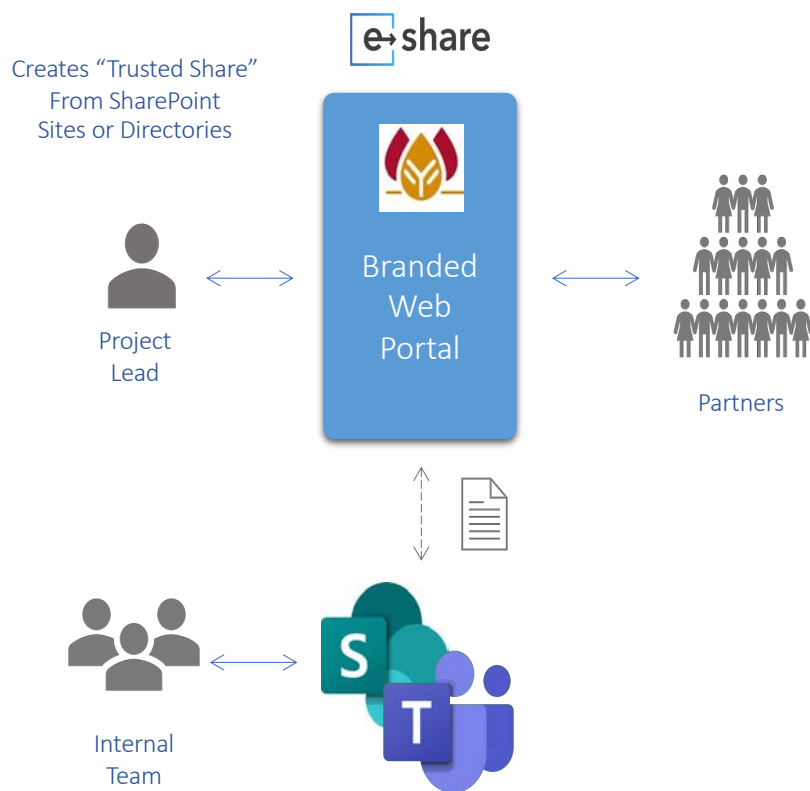 e→share
Creates “Trusted Share”
From SharePoint
Sites or Directories
Branded
Web
Portal
Project
Lead
Partners
S
T
Internal
Team